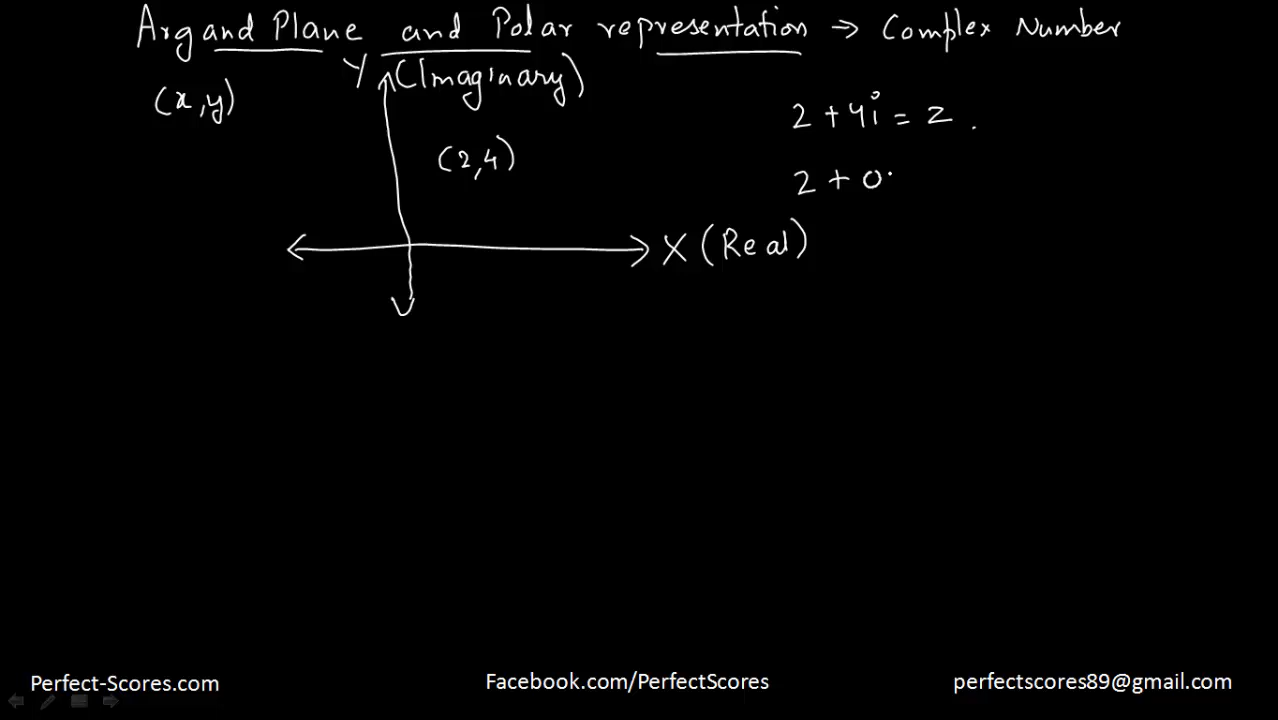 Argand Plane and Polar representation → Complex Number
Y (Imaginary)
(x,y)
2 + 4i = z .
(2,4)
2 + 0.
X (Real)
Perfect-Scores.com
Facebook.com/PerfectScores
perfectscores89@gmail.com